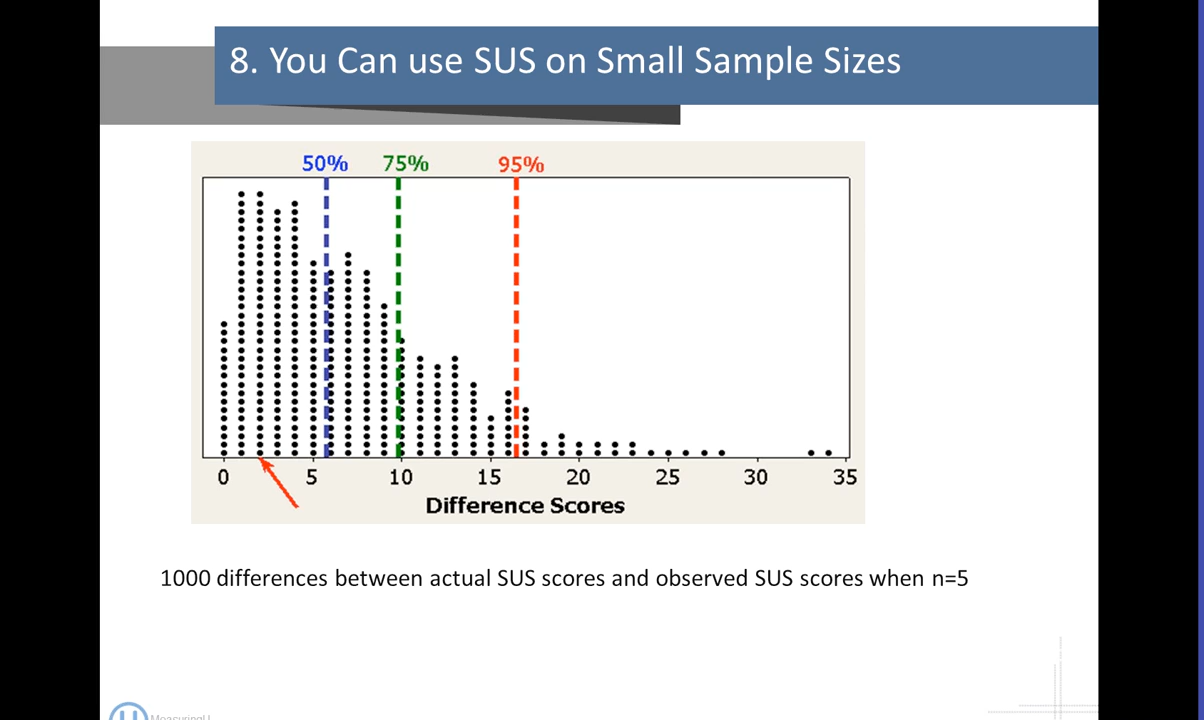 8. You Can use SUS on Small Sample Sizes
50% 75% 95%
0 5 10 15 20 25 30 35
Difference Scores
1000 differences between actual SUS scores and observed SUS scores when n=5
MeasuringU